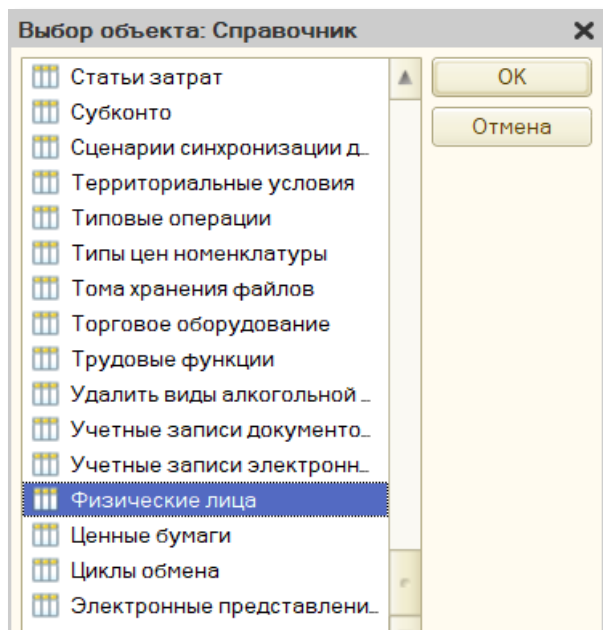 Выбор объекта: Справочник
Статьи затрат
Субконто
Сценарии синхронизации д...
Территориальные условия
Типовые операции
Типы цен номенклатуры
Тома хранения файлов
Торговое оборудование
Трудовые функции
Удалить виды алкогольной ...
Учетные записи документо...
Учетные записи электронн...
Физические лица
Ценные бумаги
Циклы обмена
Электронные представлени...
OK
Отмена